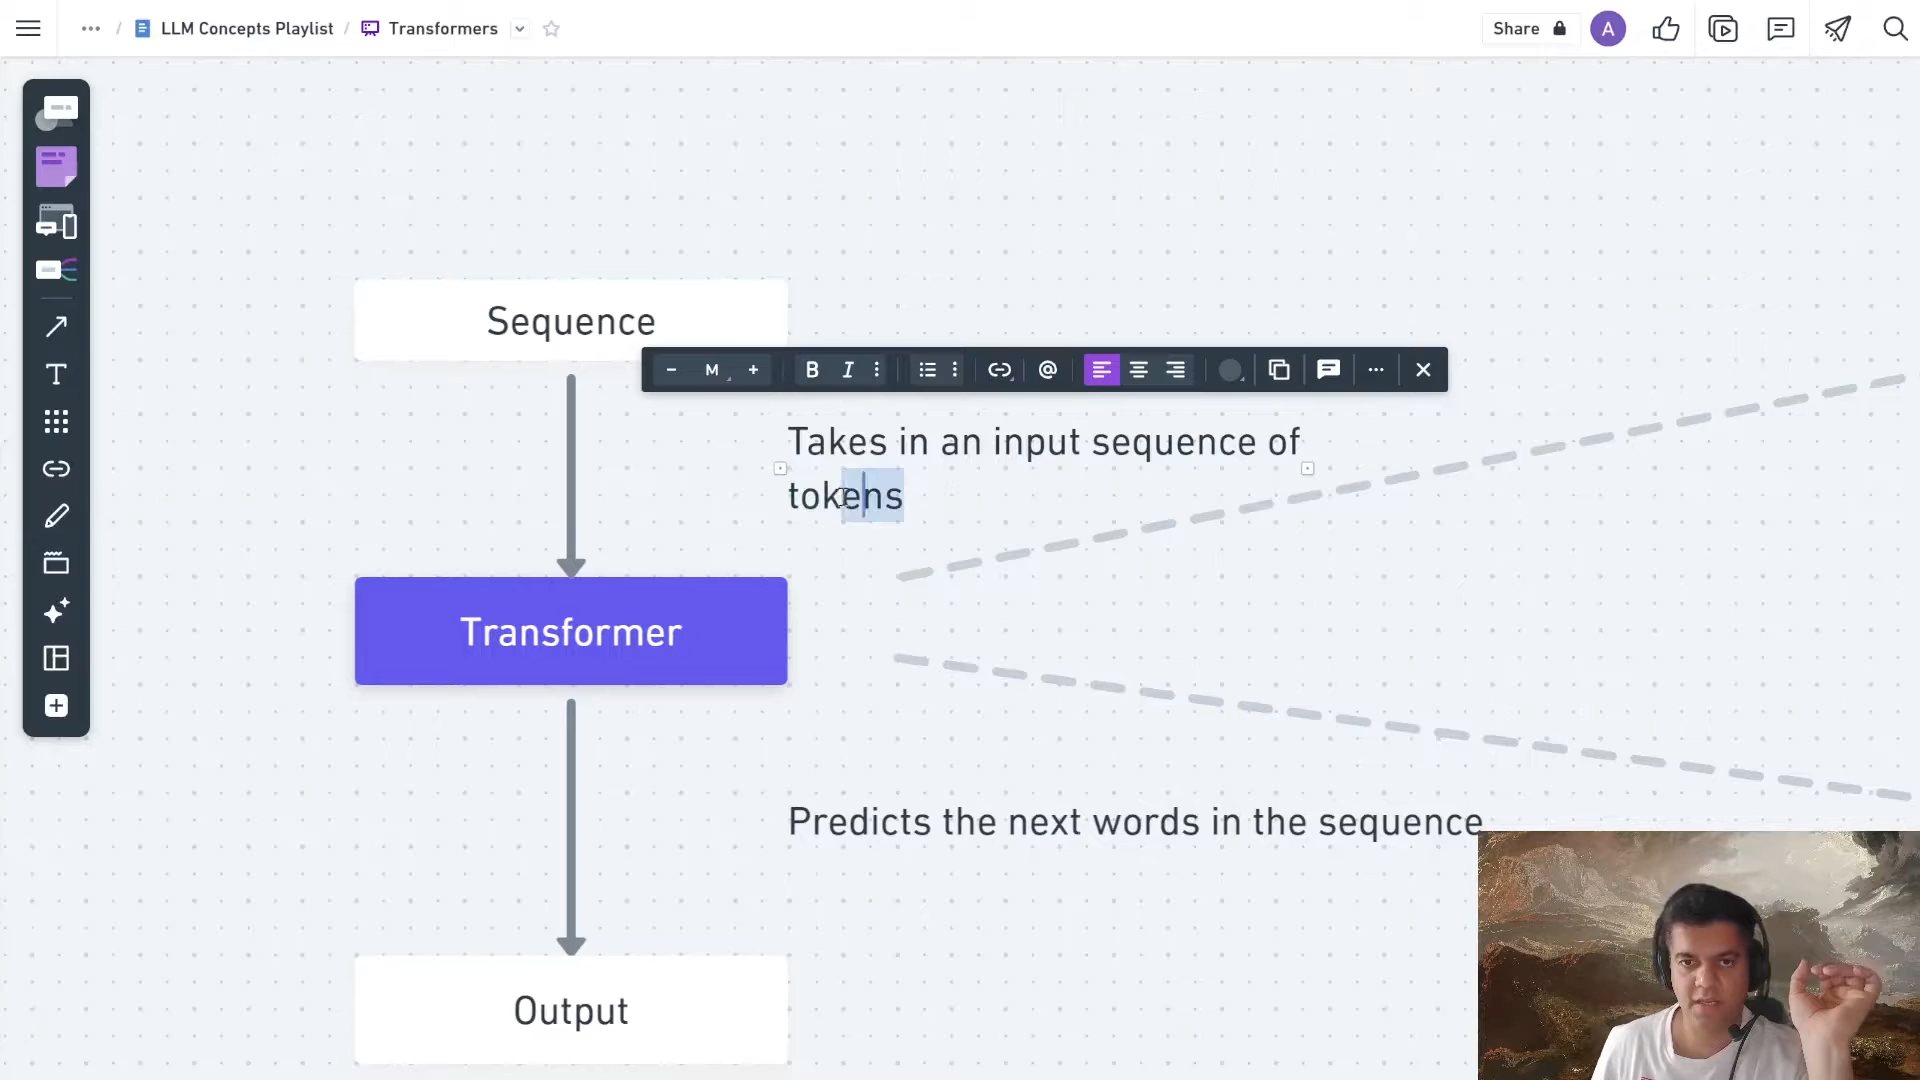 ... / LLM Concepts Playlist / Transformers
Share
A
Sequence
M
B
I
@
...
Takes in an input sequence of
tokens
Transformer
Predicts the next words in the sequence
Output
T